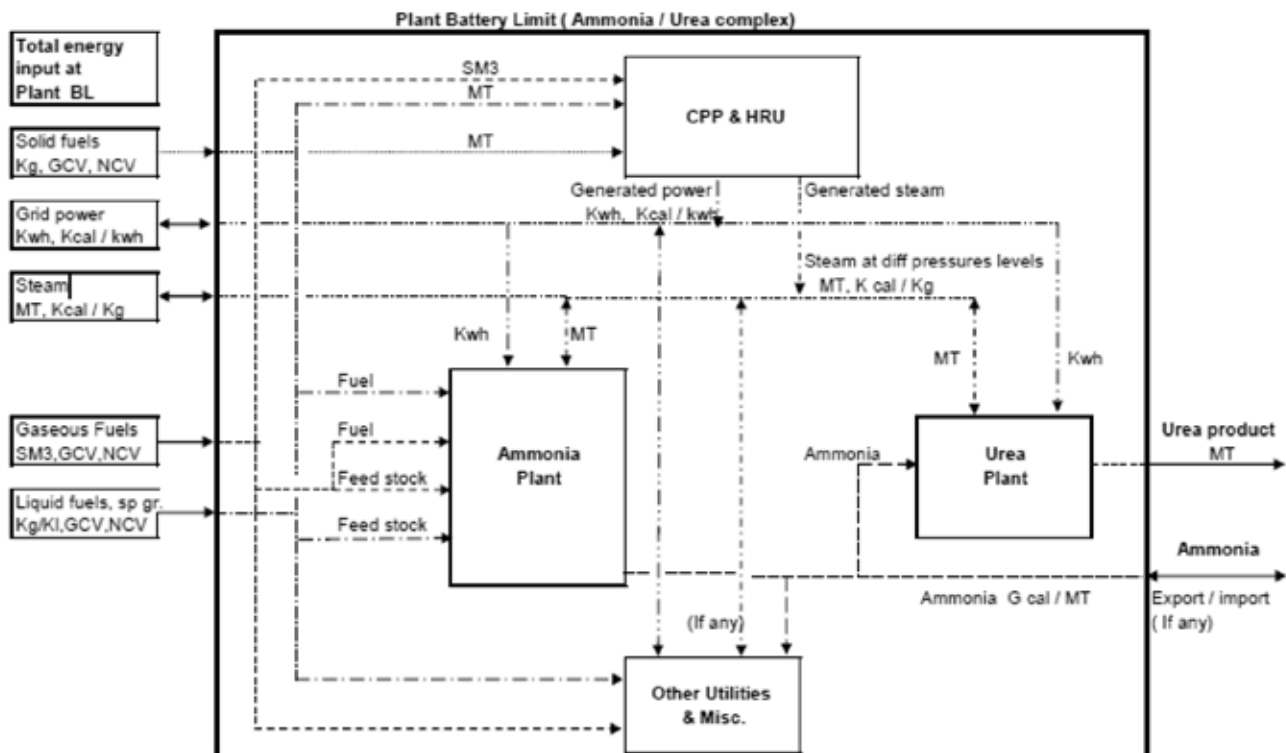 Plant Battery Limit ( Ammonia / Urea complex)
Total energy
input at
Plant BL
SM3
MT
CPP & HRU
Solid fuels
Kg, GCV, NCV
MT
Generated power
Kwh, Kcal / kwh
Generated steam
Grid power
Kwh, Kcal / kwh
Steam at diff pressures levels
MT, K cal / Kg
Steam
MT, Kcal / Kg
Kwh
MT
MT
Kwh
Fuel
Gaseous Fuels
SM3,GCV,NCV
Fuel
Ammonia
Plant
Ammonia
Urea
Plant
Urea product
MT
Feed stock
Liquid fuels, sp gr.
Kg/Kl,GCV,NCV
Feed stock
Ammonia
Ammonia G cal / MT
Export / import
( If any)
(If any)
Other Utilities
& Misc.